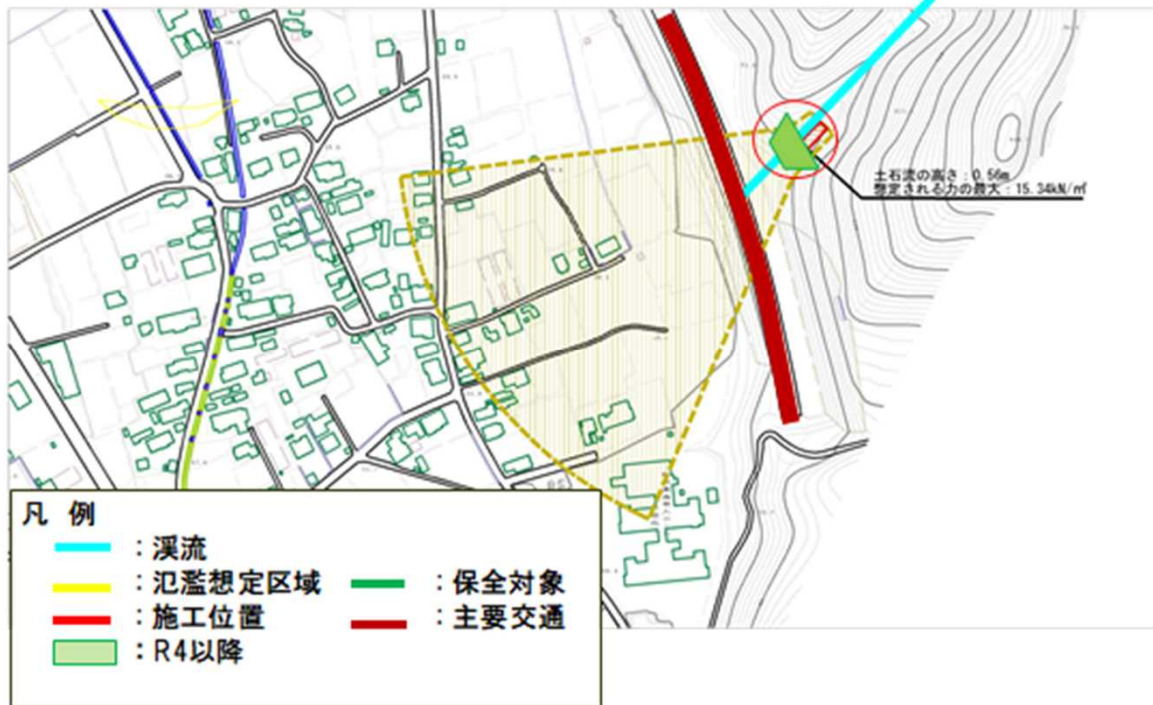 土石流の高さ：0.56m
想定される力の最大：15.34kN/㎡
凡 例
：渓流
：氾濫想定区域
：保全対象
：施工位置
：主要交通
：R4以降